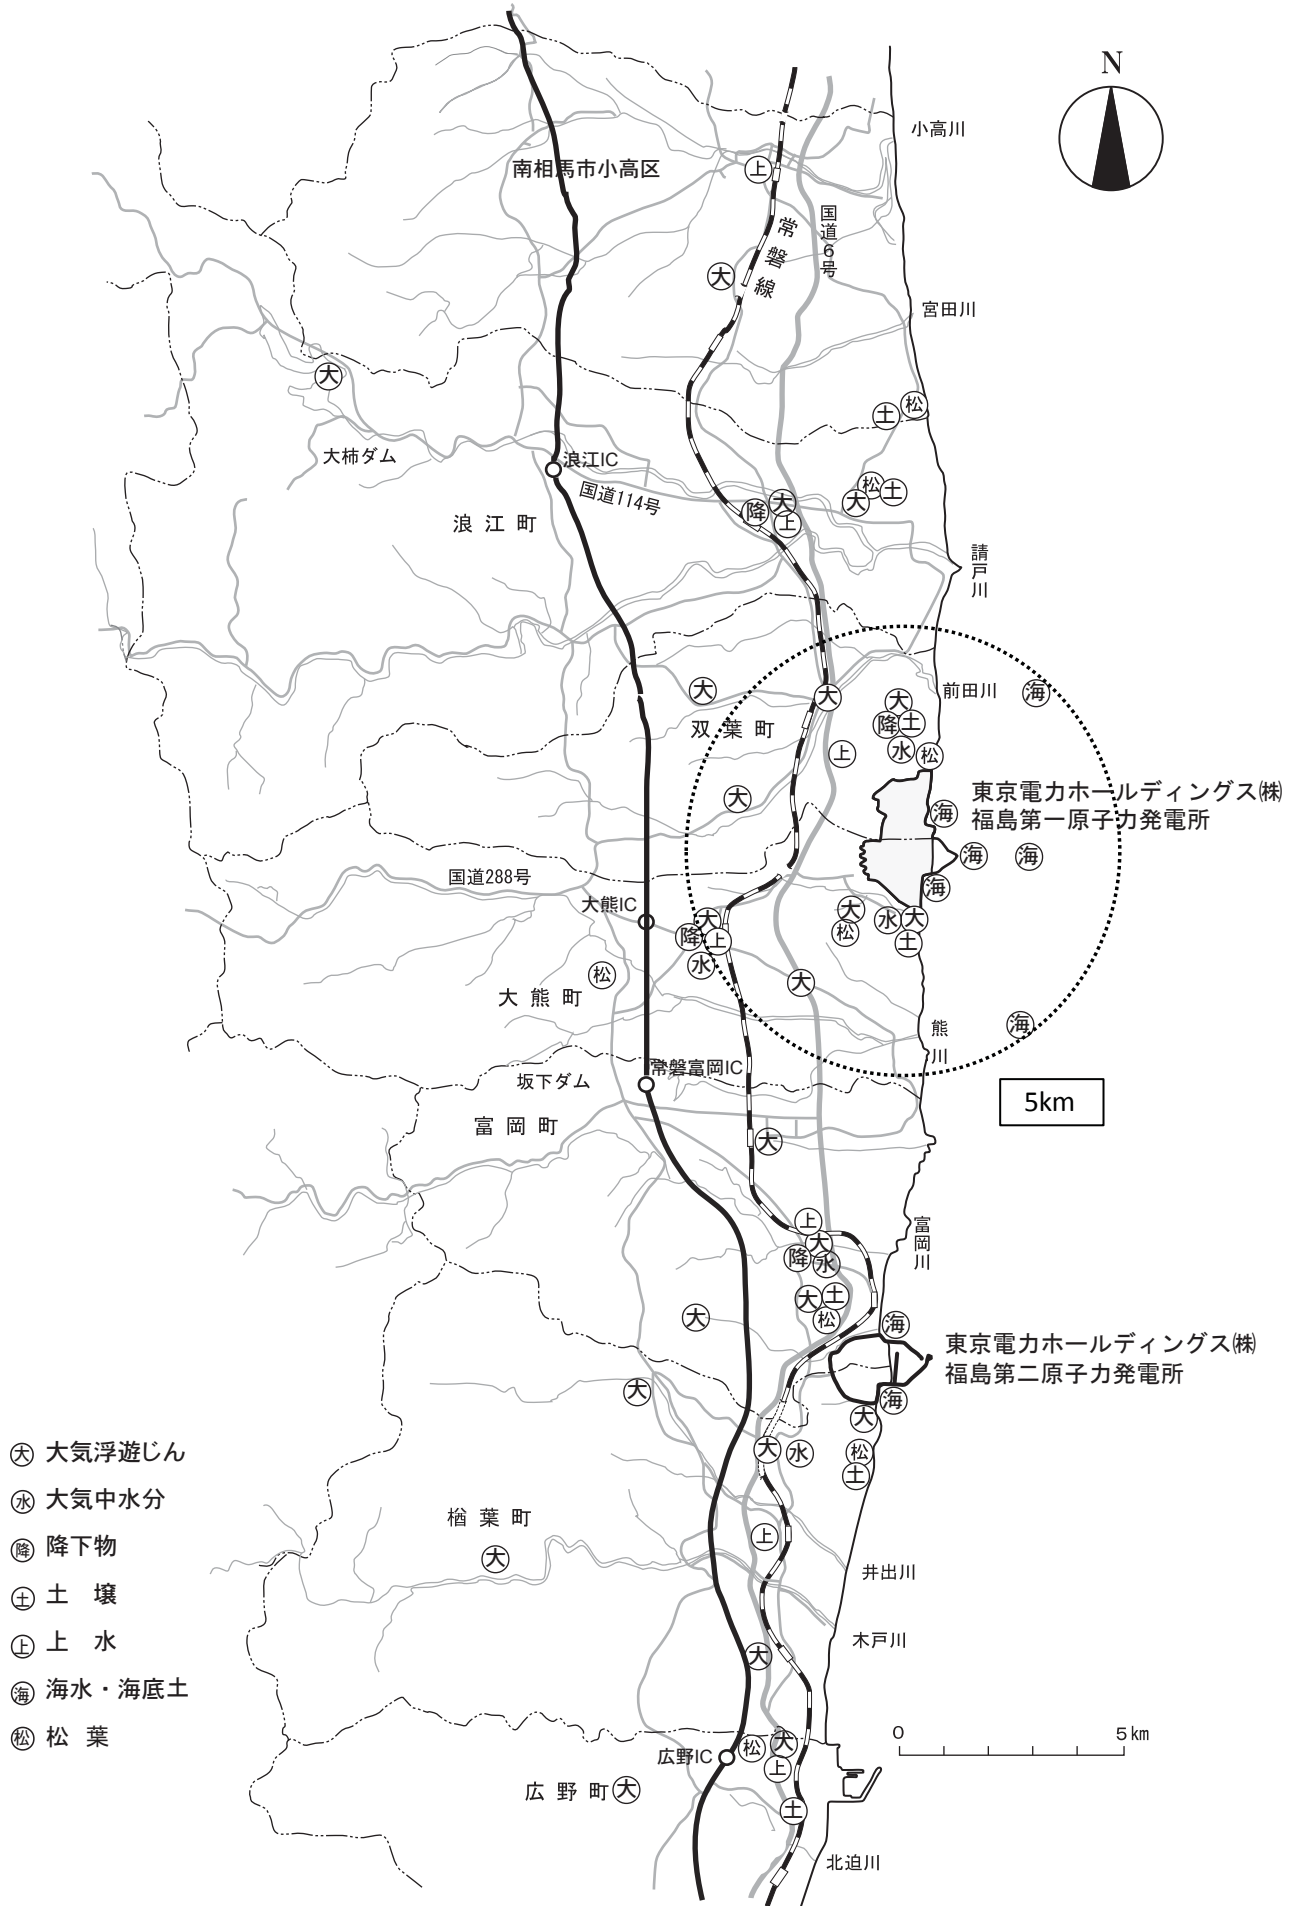 N
小高川
南相馬市小高区
上
国道6号
常磐線
大
宮田川
大
松
土
大柿ダム
浪江IC
国道114号
松
土
大
大
降
上
浪江町
請戸川
大
大
前田川
海
大
降
土
双葉町
上
水
松
大
東京電力ホールディングス㈱
福島第一原子力発電所
海
海
海
海
国道288号
大熊IC
大
降
上
水
大
松
水
大
土
松
大熊町
大
海
熊川
常磐富岡IC
坂下ダム
5km
富岡町
大
上
大
降
水
富岡川
大
土
松
大
海
東京電力ホールディングス㈱
福島第二原子力発電所
大
海
大
大
水
松
土
大 大気浮遊じん
水 大気中水分
降 降下物
土 土 壌
上 上 水
海 海水・海底土
松 松 葉
楢葉町
大
上
井出川
木戸川
大
0 5km
広野IC
松
大
上
広野町
大
土
北迫川